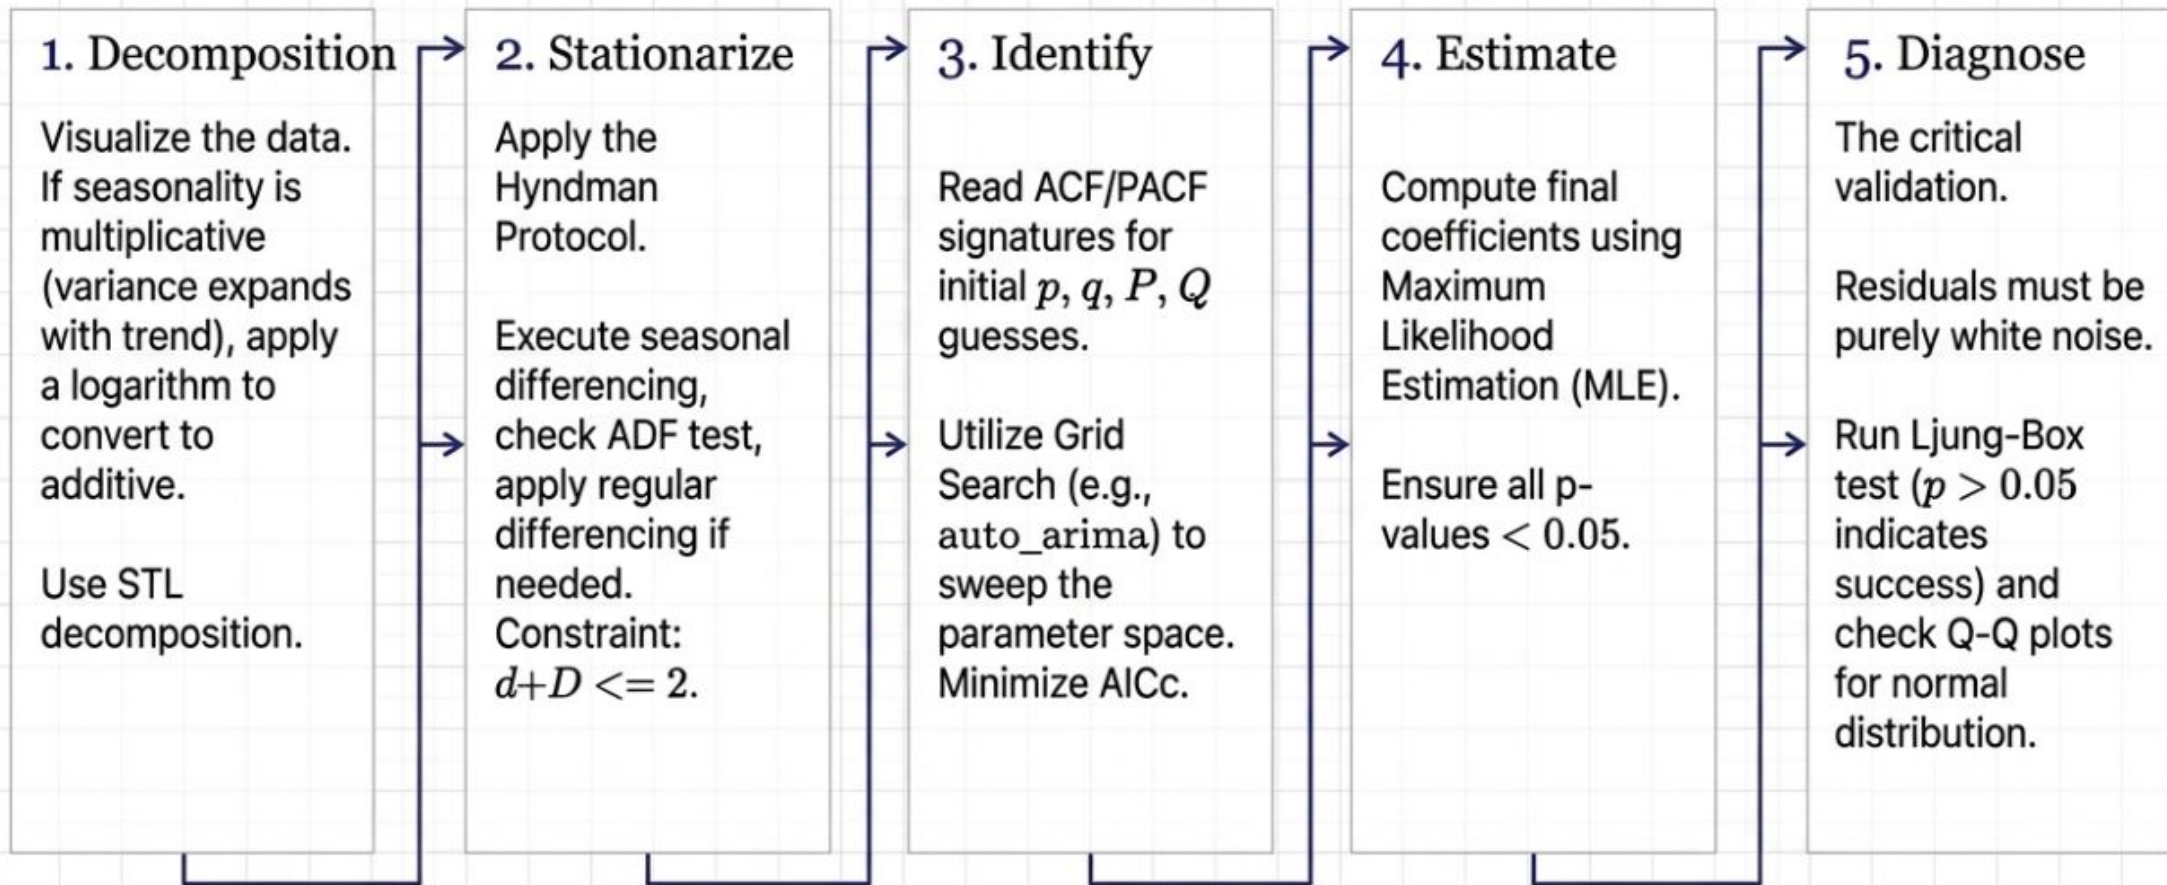 1. Decomposition
Visualize the data.
If seasonality is
multiplicative
(variance expands
with trend), apply
a logarithm to
convert to
additive.
Use STL
decomposition.
2. Stationarize
Apply the
Hyndman
Protocol.
Execute seasonal
differencing,
check ADF test,
apply regular
differencing if
needed.
Constraint:
d+D <= 2.
3. Identify
Read ACF/PACF
signatures for
initial p, q, P, Q
guesses.
Utilize Grid
Search (e.g.,
auto_arima) to
sweep the
parameter space.
Minimize AICc.
4. Estimate
Compute final
coefficients using
Maximum
Likelihood
Estimation (MLE).
Ensure all p-
values < 0.05.
5. Diagnose
The critical
validation.
Residuals must be
purely white noise.
Run Ljung-Box
test (p > 0.05
indicates
success) and
check Q-Q plots
for normal
distribution.